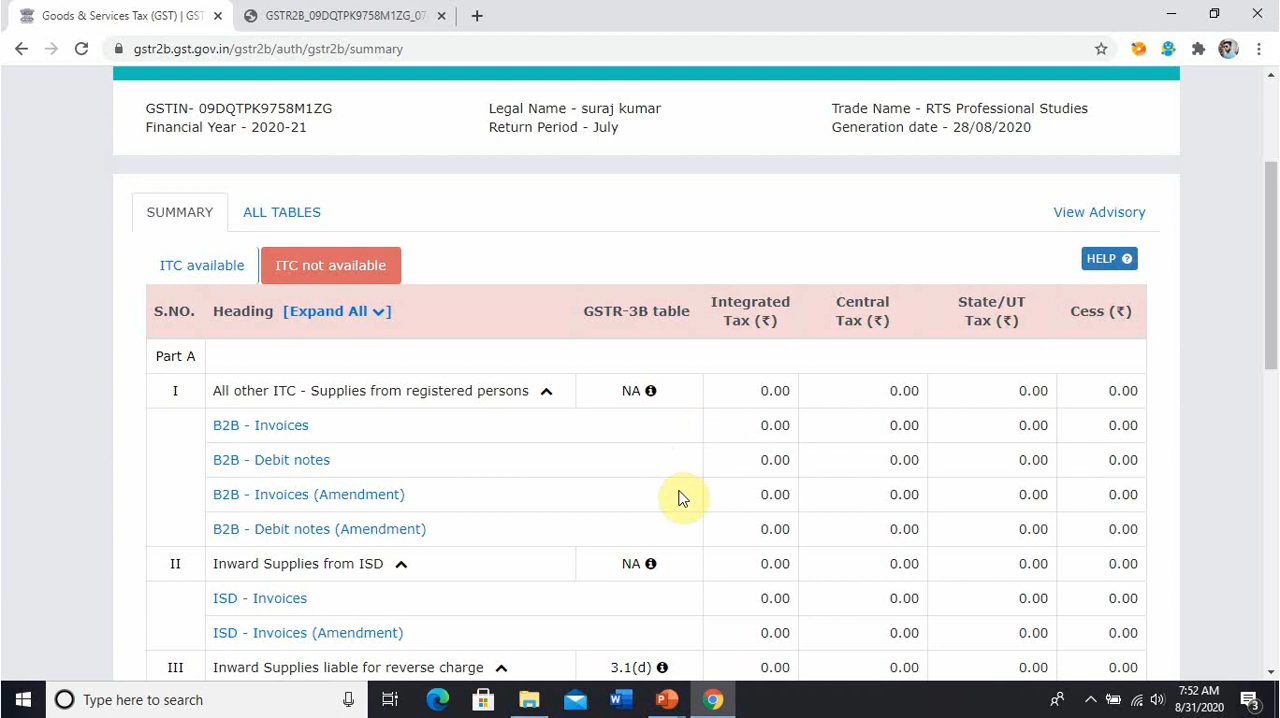 Goods & Services Tax (GST) | GST
GSTR2B_09DQTPK9758M1ZG_07
gstr2b.gst.gov.in/gstr2b/auth/gstr2b/summary
GSTIN- 09DQTPK9758M1ZG Legal Name - suraj kumar Trade Name - RTS Professional Studies
Financial Year - 2020-21 Return Period - July Generation date - 28/08/2020
SUMMARY ALL TABLES View Advisory
ITC available ITC not available HELP ?
S.NO. Heading [Expand All] GSTR-3B table Integrated Tax (₹) Central Tax (₹) State/UT Tax (₹) Cess (₹)
Part A
I All other ITC - Supplies from registered persons NA 0.00 0.00 0.00 0.00
B2B - Invoices 0.00 0.00 0.00 0.00
B2B - Debit notes 0.00 0.00 0.00 0.00
B2B - Invoices (Amendment) 0.00 0.00 0.00 0.00
B2B - Debit notes (Amendment) 0.00 0.00 0.00 0.00
II Inward Supplies from ISD NA 0.00 0.00 0.00 0.00
ISD - Invoices 0.00 0.00 0.00 0.00
ISD - Invoices (Amendment) 0.00 0.00 0.00 0.00
III Inward Supplies liable for reverse charge 3.1(d) 0.00 0.00 0.00 0.00
Type here to search
7:52 AM
8/31/2020
3